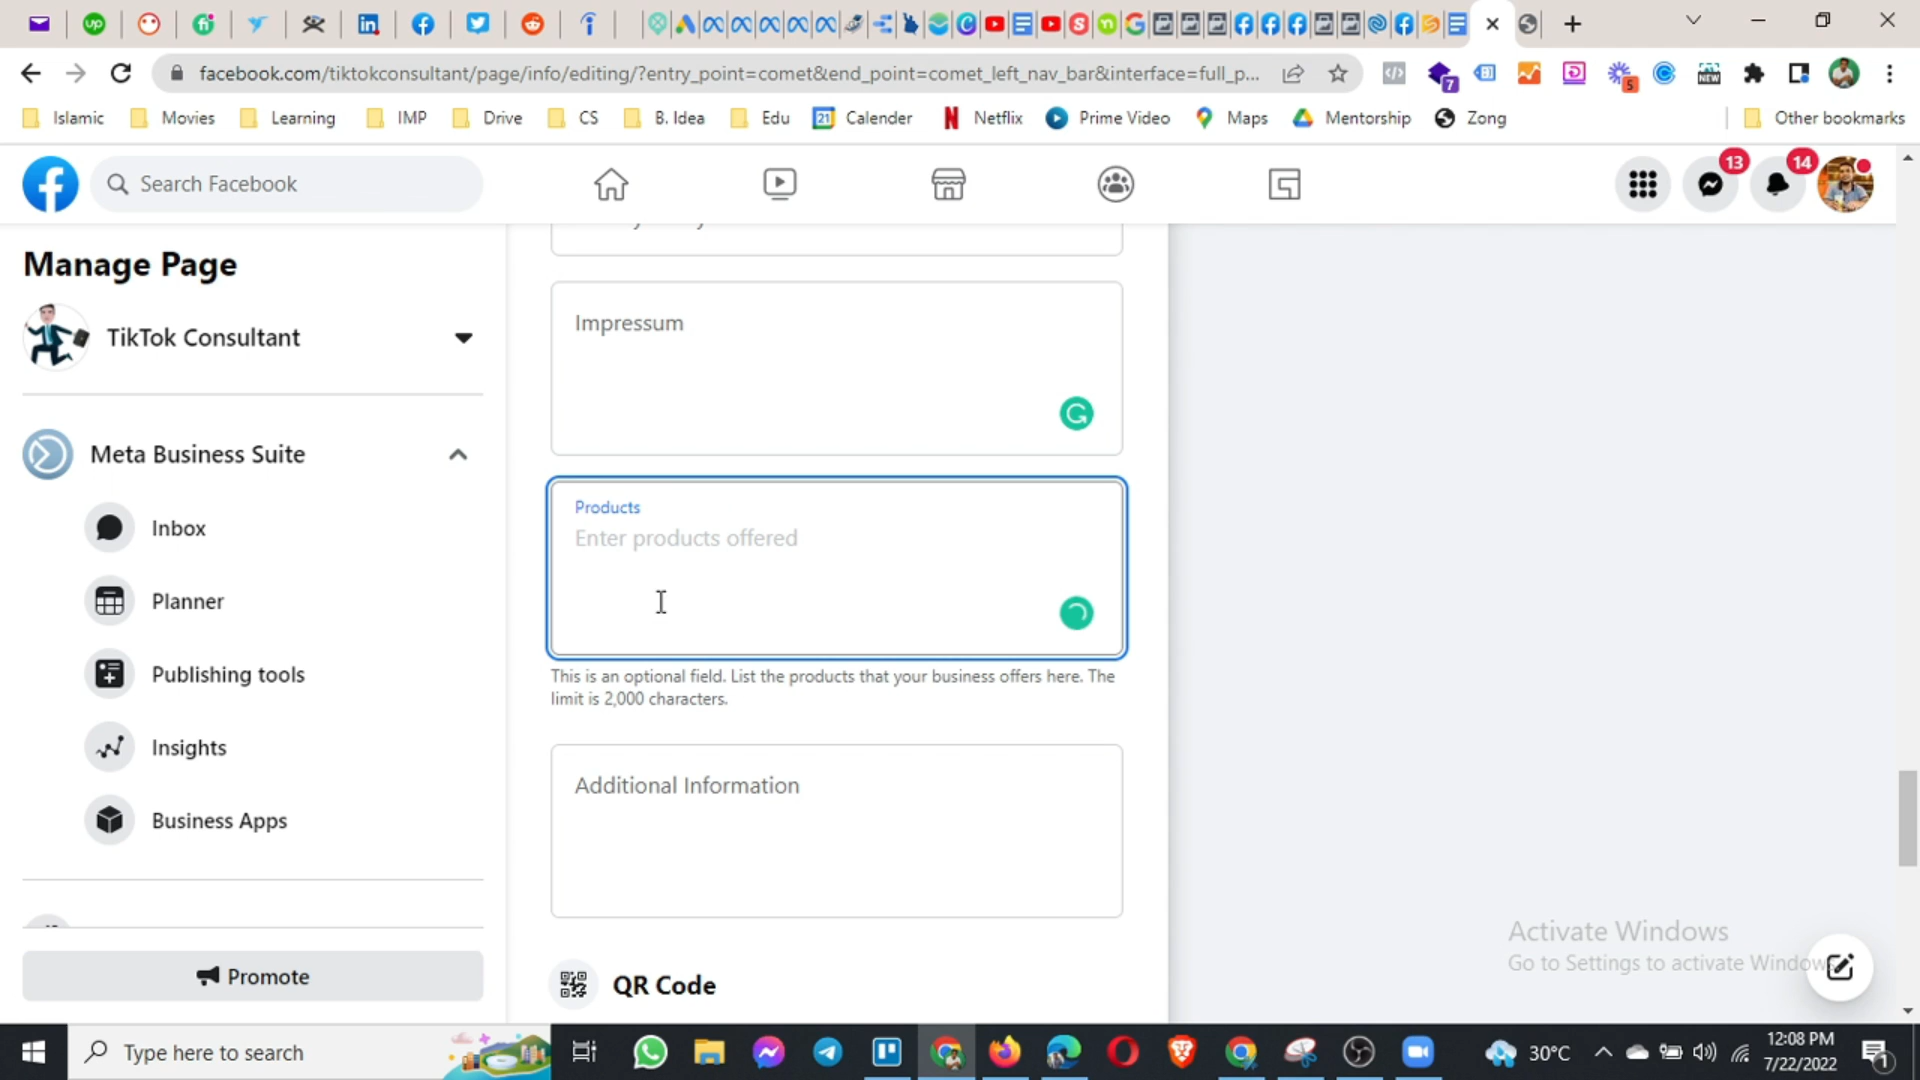 facebook.com/tiktokconsultant/page/info/editing/?entry_point=comet&end_point=comet_left_nav_bar&interface=full_p...
7
5
NEW
Islamic
Movies
Learning
IMP
Drive
CS
B. Idea
Edu
21
Calender
Netflix
Prime Video
Maps
Mentorship
Zong
Other bookmarks
Search Facebook
13
14
Manage Page
TikTok Consultant
Meta Business Suite
Inbox
Planner
Publishing tools
Insights
Business Apps
Promote
Impressum
Products
Enter products offered
This is an optional field. List the products that your business offers here. The
limit is 2,000 characters.
Additional Information
QR Code
Activate Windows
Go to Settings to activate Windows
Type here to search
30°C
12:08 PM
7/22/2022
1